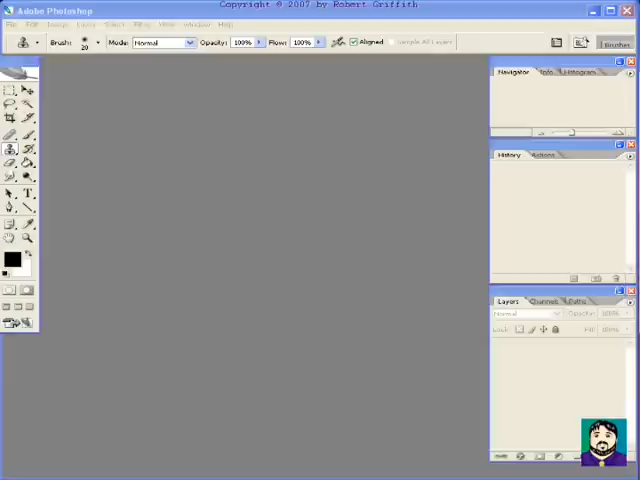 Copyright © 2007 by Robert Griffith
Adobe Photoshop
File Edit Image Layer Select Filter View Window Help
Brush: 20 Mode: Normal Opacity: 100% Flow: 100% Aligned Sample All Layers Brushes
Navigator Info Histogram
History Actions
Layers Channels Paths
Normal Opacity: 100%
Lock: Fill: 100%